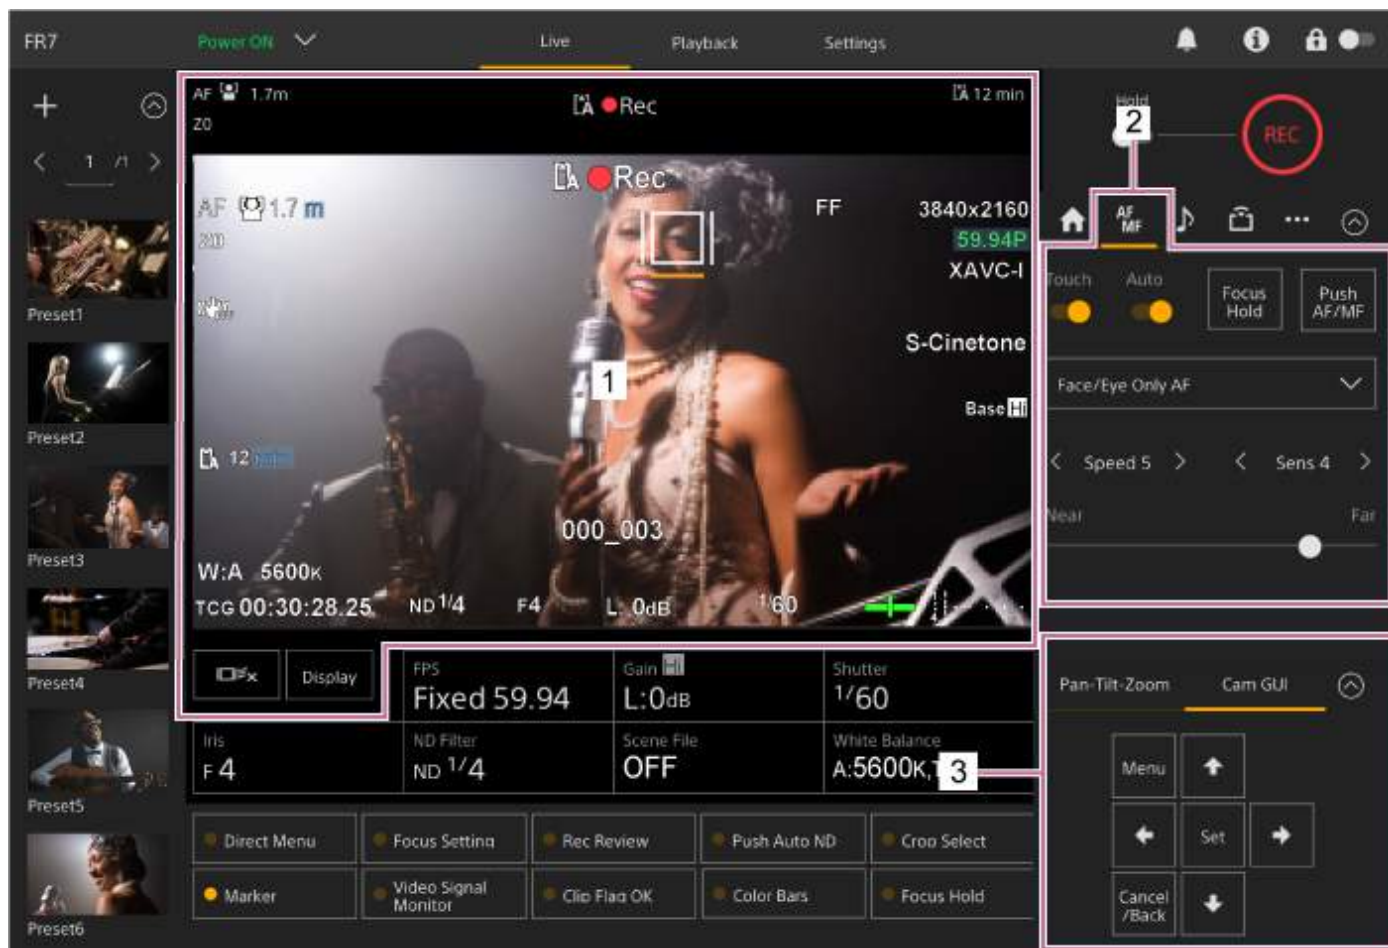 FR7 Power ON Live Playback Settings
AF 1.7m
A Rec
A 12 min
Z0
Hold
2
REC
1 /1
A Rec
AF 1.7 m
FF 3840x2160
59.94P
XAVC-I
S-Cinetone
Base Hi
1
A 12
000_003
W:A 5600K
TCG 00:30:28.25 ND 1/4 F4 L: 0dB 1/60
Preset1
Preset2
Preset3
Preset4
Preset5
Preset6
AF
MF
Touch Auto
Focus
Hold
Push
AF/MF
Face/Eye Only AF
Speed 5 Sens 4
Near Far
Display
FPS
Fixed 59.94
Gain Hi
L:0dB
Shutter
1/60
Iris
F 4
ND Filter
ND 1/4
Scene File
OFF
White Balance
A:5600K,
3
Pan-Tilt-Zoom Cam GUI
Menu
Set
Cancel
/Back
Direct Menu Focus Setting Rec Review Push Auto ND Crop Select
Marker
Video Signal
Monitor
Clip Flag OK Color Bars Focus Hold